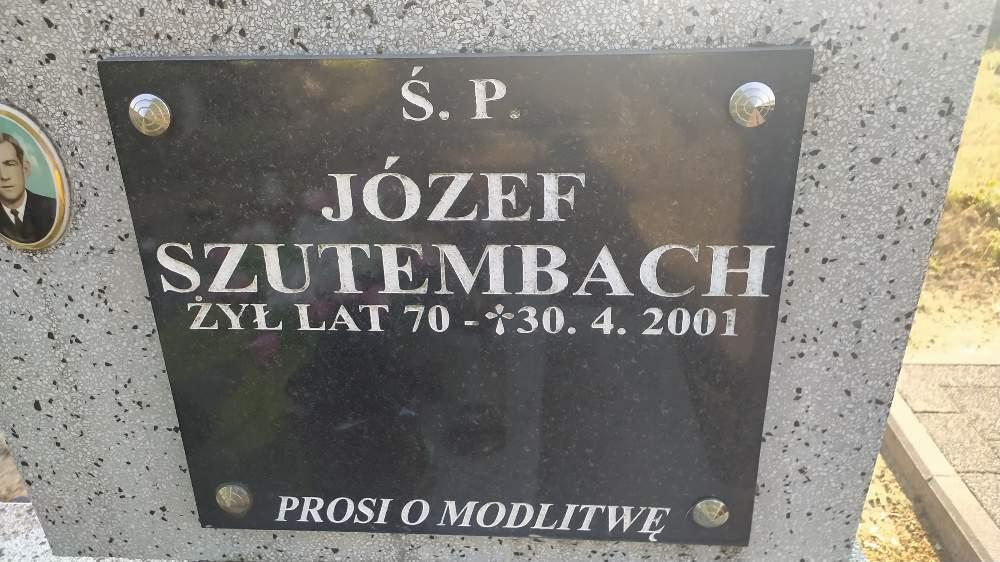 Ś. P.
JÓZEF
SZUTEMBACH
ŻYŁ LAT 70 - ✝30. 4. 2001
PROSI O MODLITWĘ